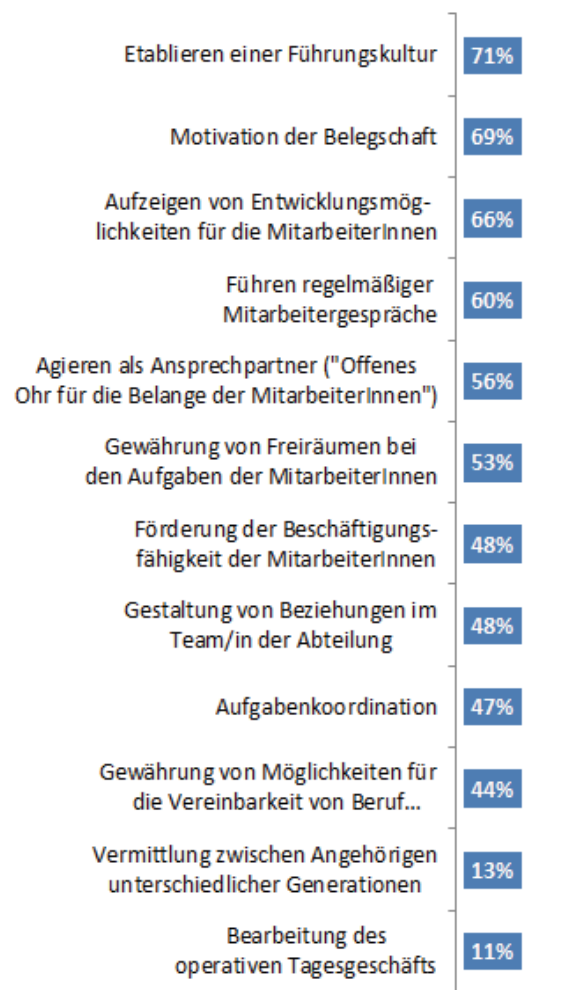 Etablieren einer Führungskultur 71%
Motivation der Belegschaft 69%
Aufzeigen von Entwicklungsmög-
lichkeiten für die MitarbeiterInnen 66%
Führen regelmäßiger
Mitarbeitergespräche 60%
Agieren als Ansprechpartner ("Offenes
Ohr für die Belange der MitarbeiterInnen") 56%
Gewährung von Freiräumen bei
den Aufgaben der MitarbeiterInnen 53%
Förderung der Beschäftigungs-
fähigkeit der MitarbeiterInnen 48%
Gestaltung von Beziehungen im
Team/in der Abteilung 48%
Aufgabenkoordination 47%
Gewährung von Möglichkeiten für
die Vereinbarkeit von Beruf... 44%
Vermittlung zwischen Angehörigen
unterschiedlicher Generationen 13%
Bearbeitung des
operativen Tagesgeschäfts 11%